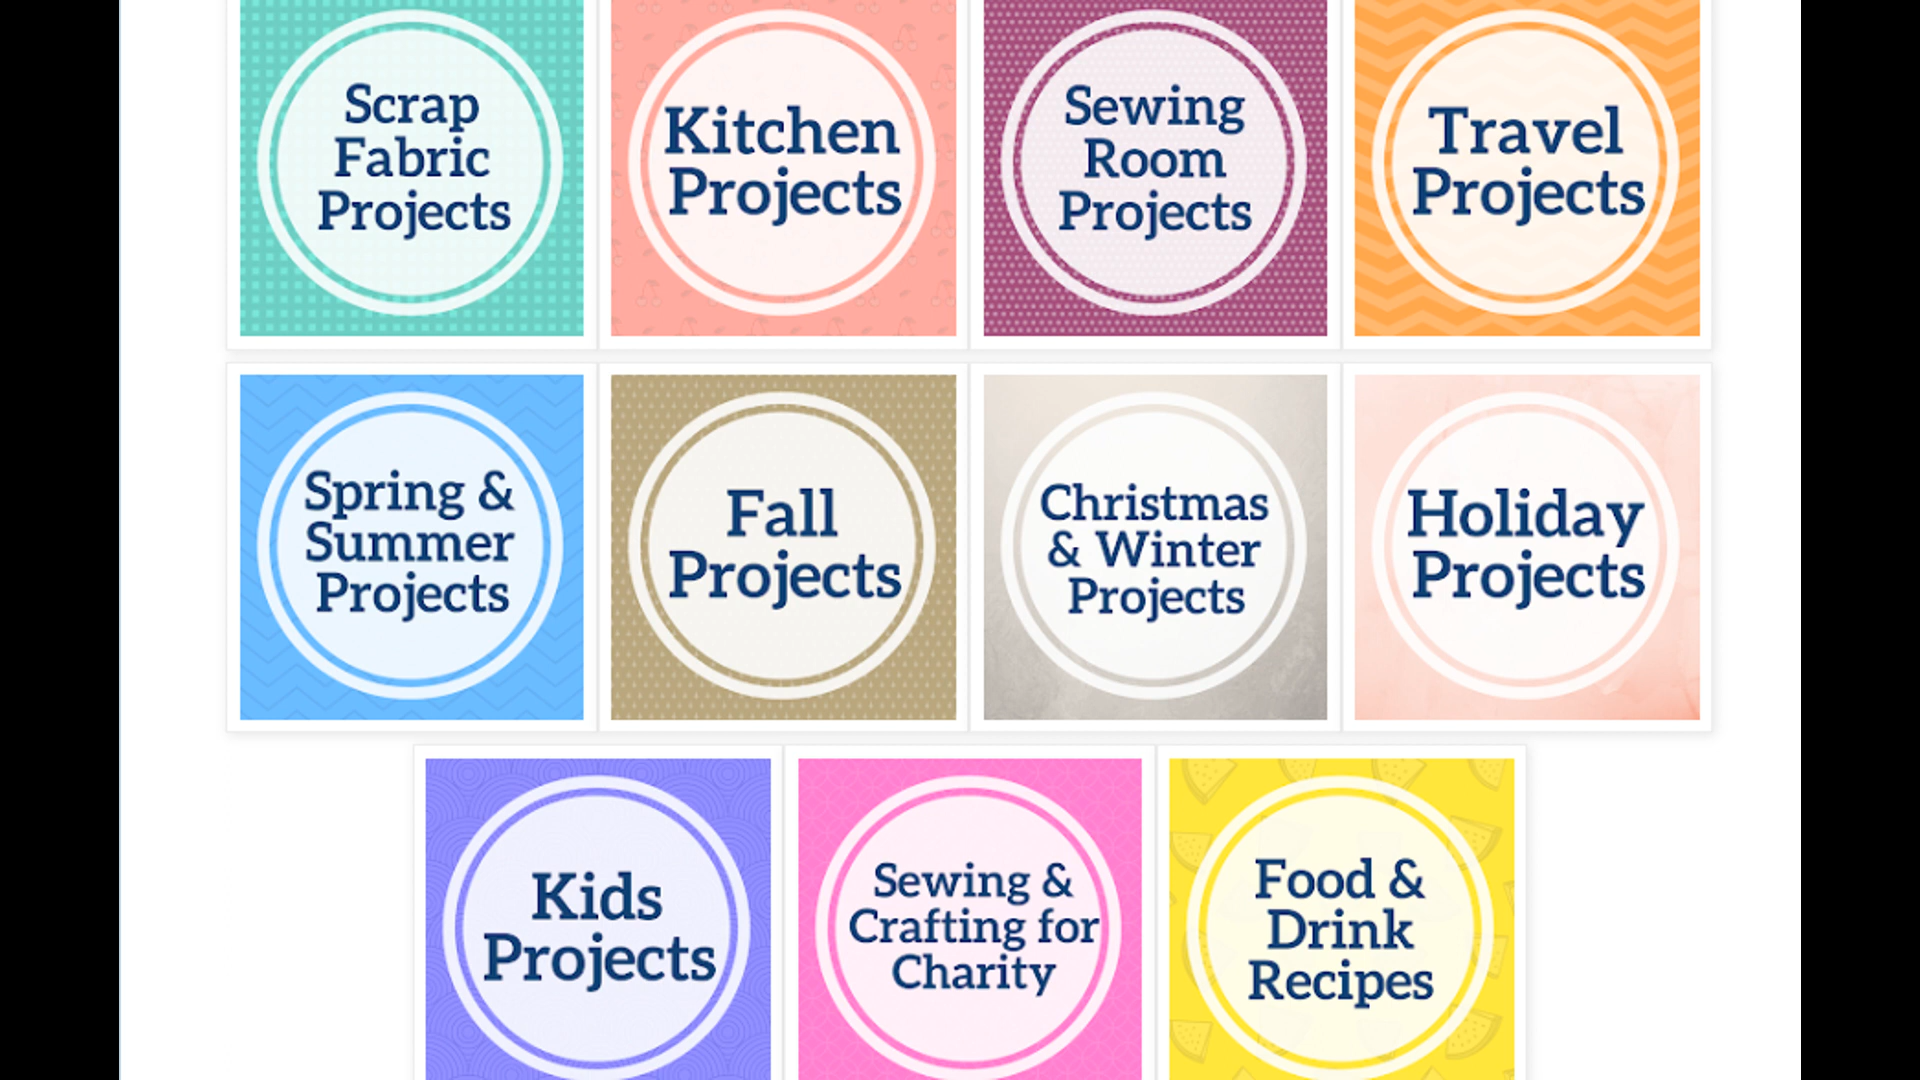 Scrap
Fabric
Projects
Kitchen
Projects
Sewing
Room
Projects
Travel
Projects
Spring &
Summer
Projects
Fall
Projects
Christmas
& Winter
Projects
Holiday
Projects
Kids
Projects
Sewing &
Crafting for
Charity
Food &
Drink
Recipes